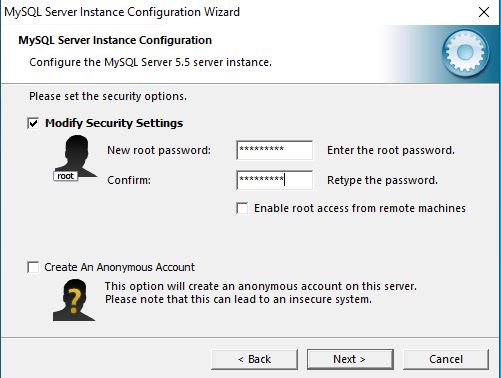 MySQL Server Instance Configuration Wizard
MySQL Server Instance Configuration
Configure the MySQL Server 5.5 server instance.
Please set the security options.
Modify Security Settings
New root password: ********* Enter the root password.
root
Confirm: ********* Retype the password.
Enable root access from remote machines
Create An Anonymous Account
This option will create an anonymous account on this server.
Please note that this can lead to an insecure system.
< Back Next > Cancel